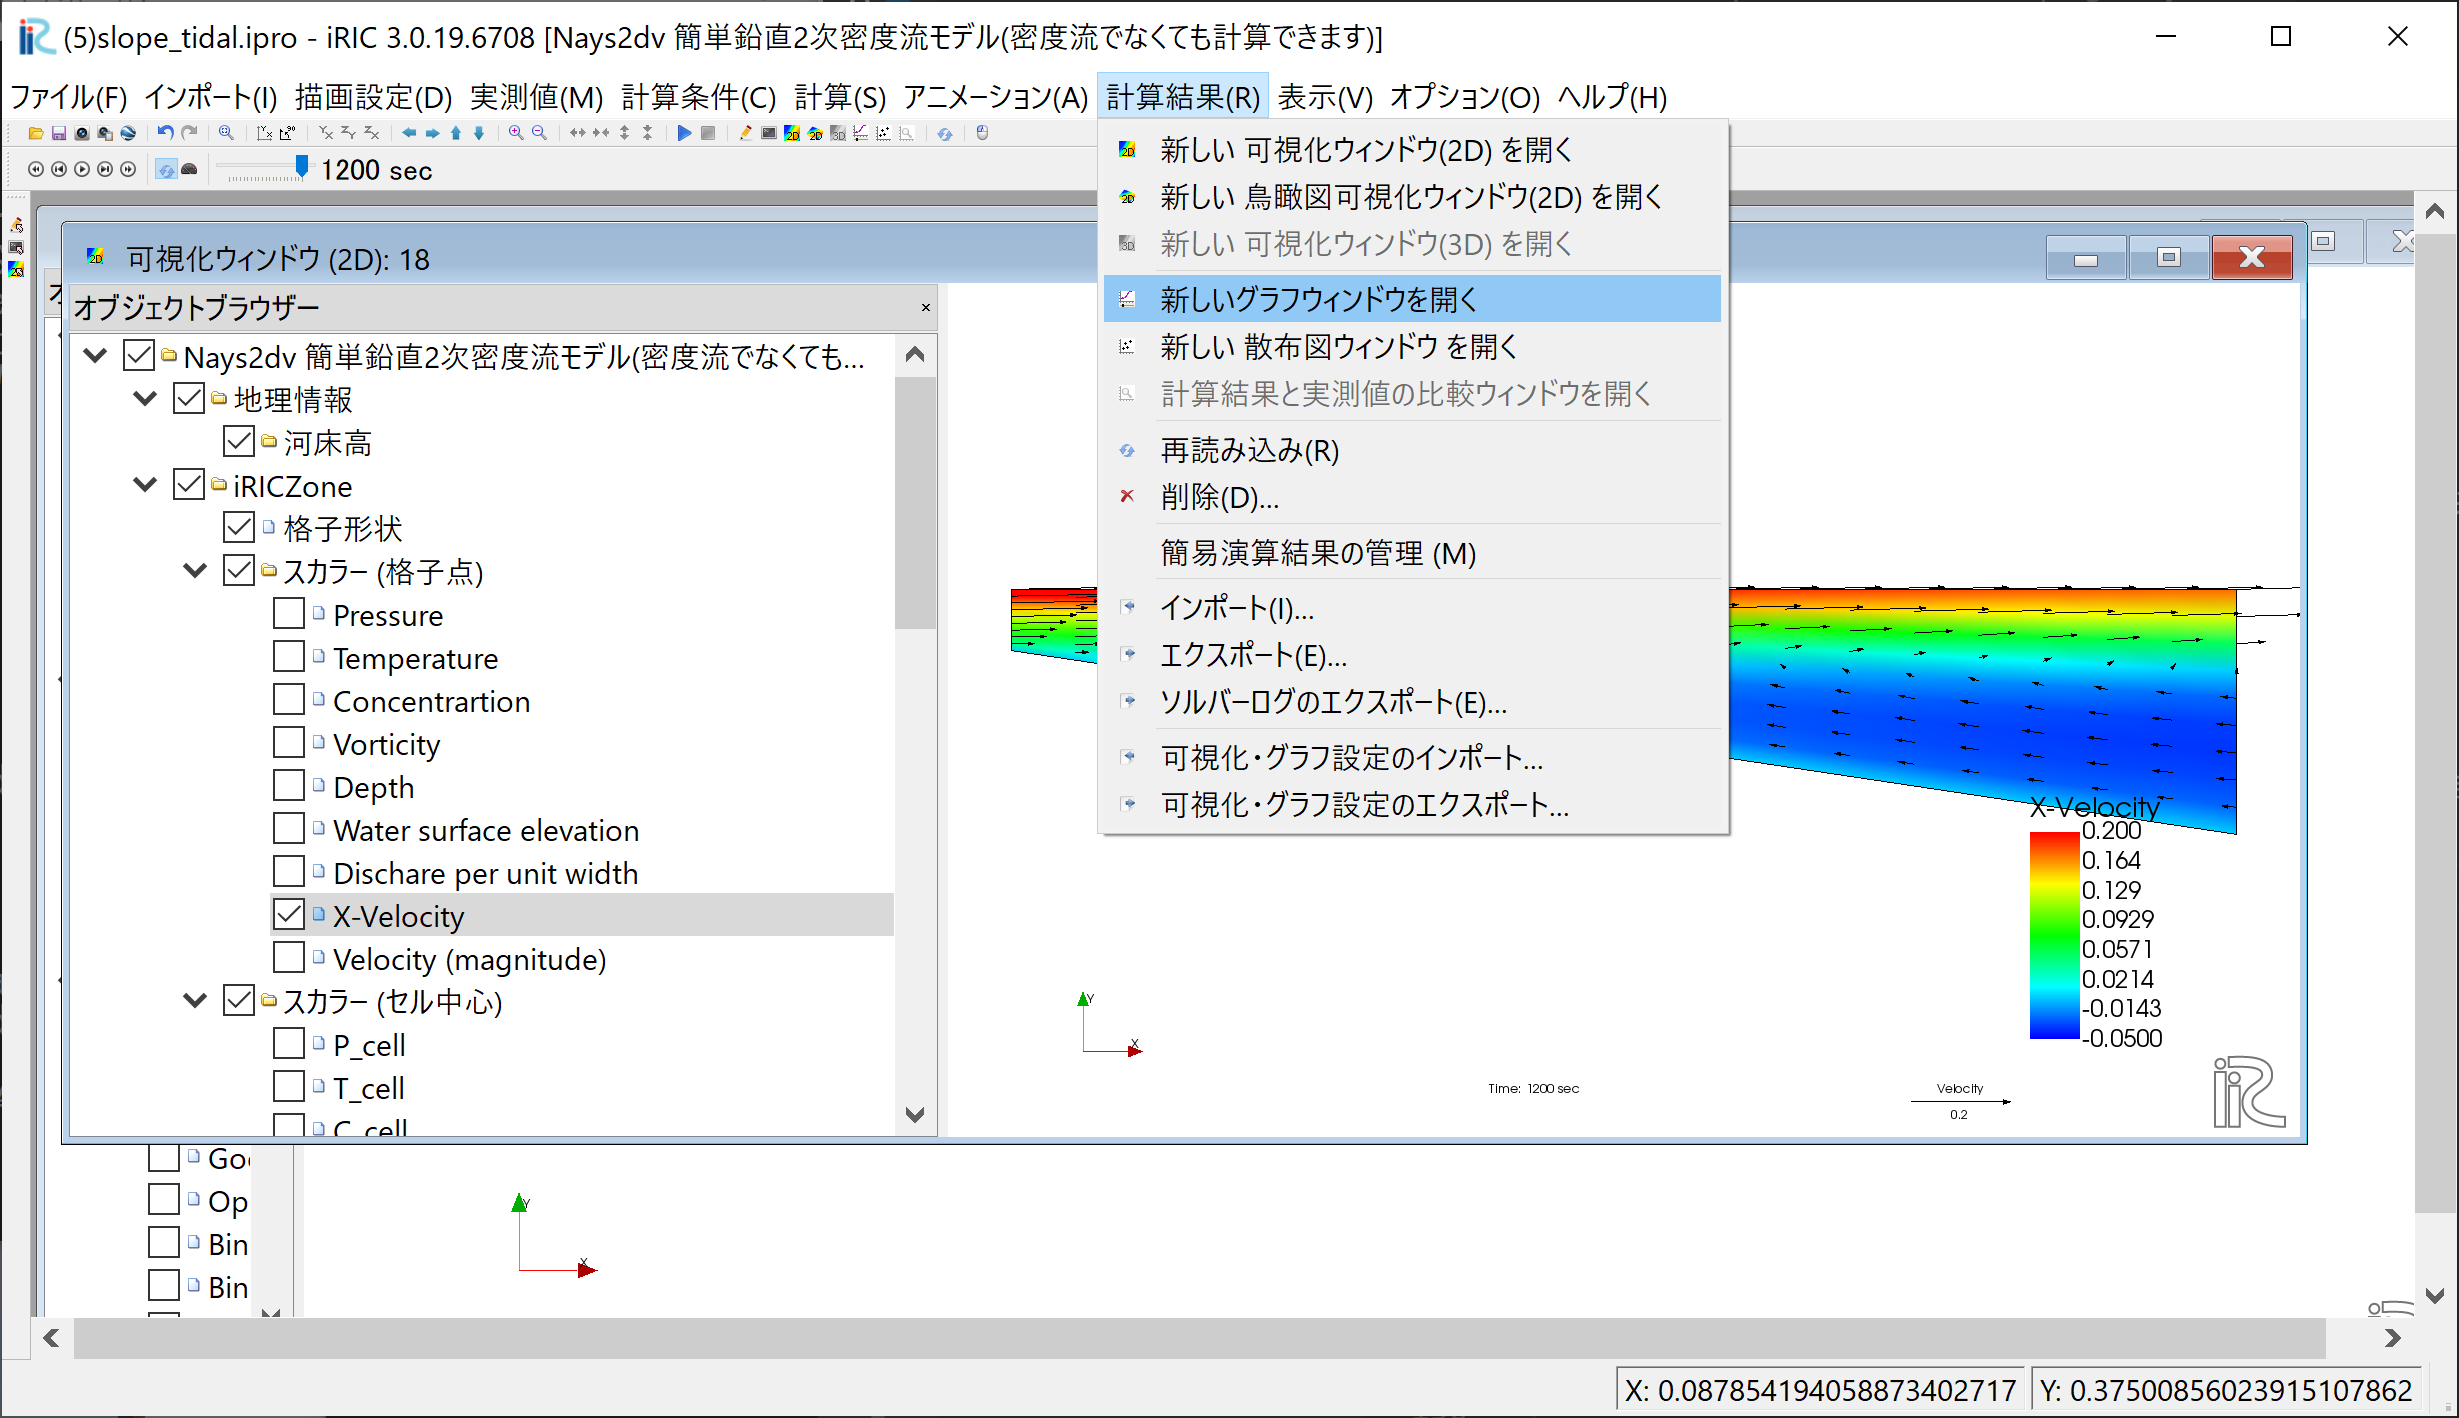 (5)slope_tidal.ipro - iRIC 3.0.19.6708 [Nays2dv 簡単鉛直2次密度流モデル(密度流でなくても計算できます)]
ファイル(F) インポート(I) 描画設定(D) 実測値(M) 計算条件(C) 計算(S) アニメーション(A) 計算結果(R) 表示(V) オプション(O) ヘルプ(H)
1200 sec
新しい 可視化ウィンドウ(2D) を開く
新しい 鳥瞰図可視化ウィンドウ(2D) を開く
新しい 可視化ウィンドウ(3D) を開く
新しいグラフウィンドウを開く
新しい 散布図ウィンドウ を開く
計算結果と実測値の比較ウィンドウを開く
再読み込み(R)
削除(D)...
簡易演算結果の管理 (M)
インポート(I)...
エクスポート(E)...
ソルバーログのエクスポート(E)...
可視化・グラフ設定のインポート...
可視化・グラフ設定のエクスポート...
可視化ウィンドウ (2D): 18
オブジェクトブラウザー
Nays2dv 簡単鉛直2次密度流モデル(密度流でなくても...
地理情報
河床高
iRICZone
格子形状
スカラー (格子点)
Pressure
Temperature
Concentrartion
Vorticity
Depth
Water surface elevation
Dischare per unit width
X-Velocity
Velocity (magnitude)
スカラー (セル中心)
P_cell
T_cell
C_cell
X-Velocity
0.200
0.164
0.129
0.0929
0.0571
0.0214
-0.0143
-0.0500
Y
X
Time: 1200 sec
Velocity
0.2
iRIC
Goo
Op
Bin
Bin
Y
X
X: 0.087854194058873402717
Y: 0.37500856023915107862